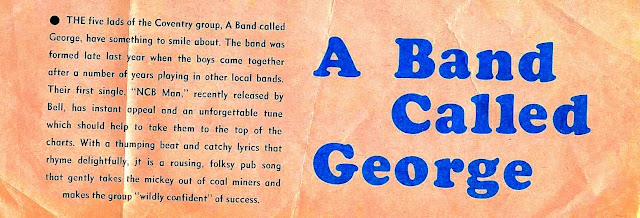 ● THE five lads of the Coventry group, A Band called
George, have something to smile about. The band was
formed late last year when the boys came together
after a number of years playing in other local bands.
Their first single, "NCB Man," recently released by
Bell, has instant appeal and an unforgettable tune
which should help to take them to the top of the
charts. With a thumping beat and catchy lyrics that
rhyme delightfully, it is a rousing, folksy pub song
that gently takes the mickey out of coal miners and
makes the group "wildly confident" of success.
A Band
Called
George